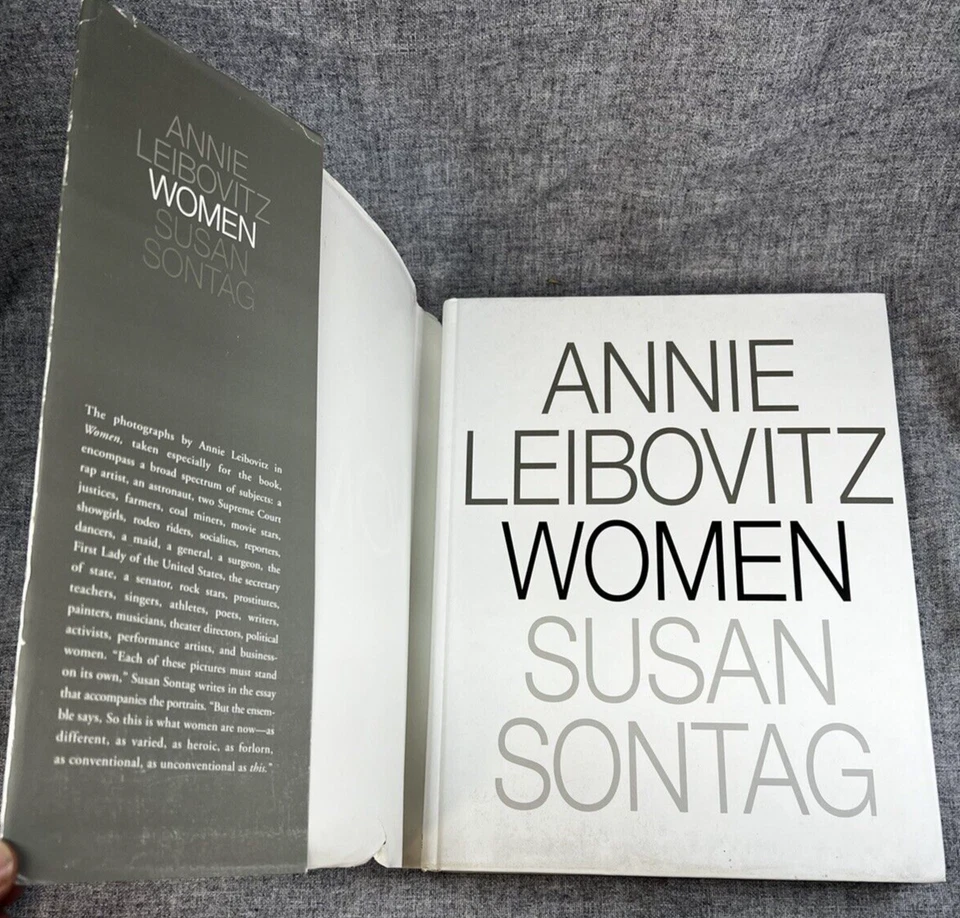 ANNIE
LEIBOVITZ
WOMEN
SUSAN
SONTAG
The photographs by Annie Leibovitz in
Women, taken especially for the book,
encompass a broad spectrum of subjects: a
rap artist, an astronaut, two Supreme Court
justices, farmers, coal miners, movie stars,
showgirls, rodeo riders, socialites, reporters,
dancers, a maid, a general, a surgeon, the
First Lady of the United States, the secretary
of state, a senator, rock stars, prostitutes,
teachers, singers, athletes, poets, writers,
painters, musicians, theater directors, political
activists, performance artists, and business-
women. "Each of these pictures must stand
on its own," Susan Sontag writes in the essay
that accompanies the portraits. "But the ensem-
ble says, So this is what women are now—as
different, as varied, as heroic, as forlorn,
as conventional, as unconventional as this."
ANNIE
LEIBOVITZ
WOMEN
SUSAN
SONTAG